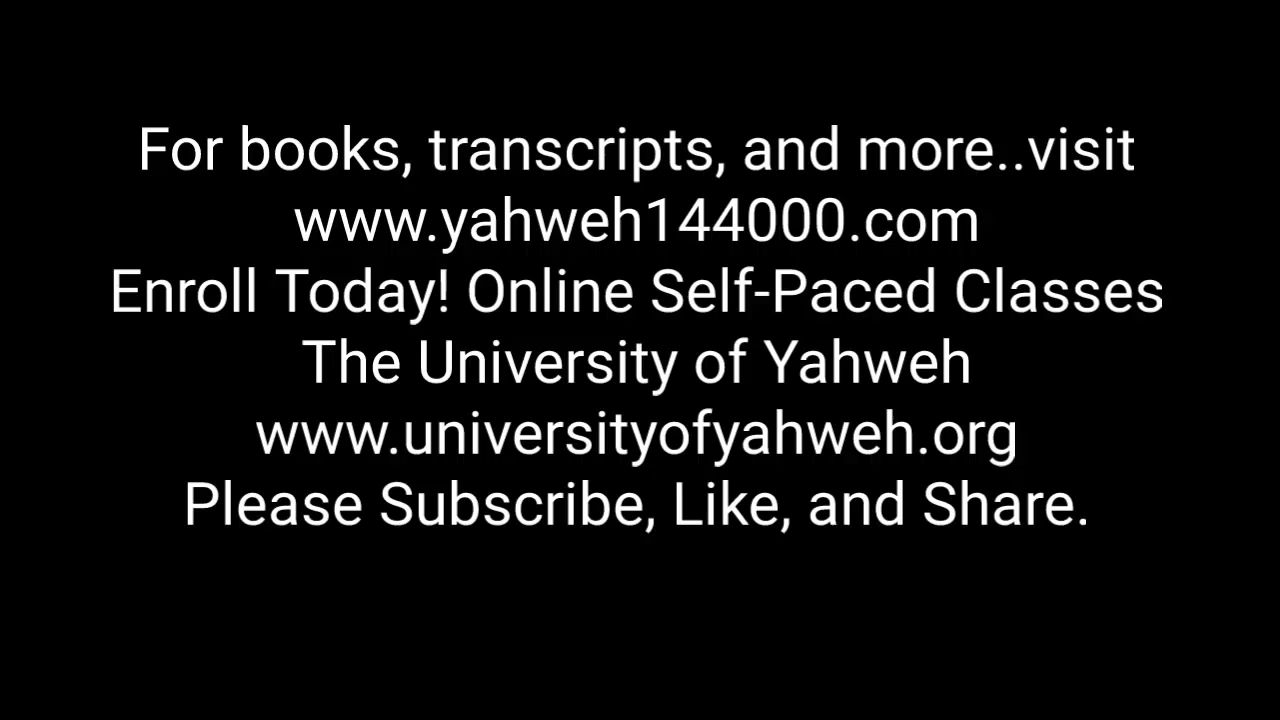 For books, transcripts, and more..visit
www.yahweh144000.com
Enroll Today! Online Self-Paced Classes
The University of Yahweh
www.universityofyahweh.org
Please Subscribe, Like, and Share.